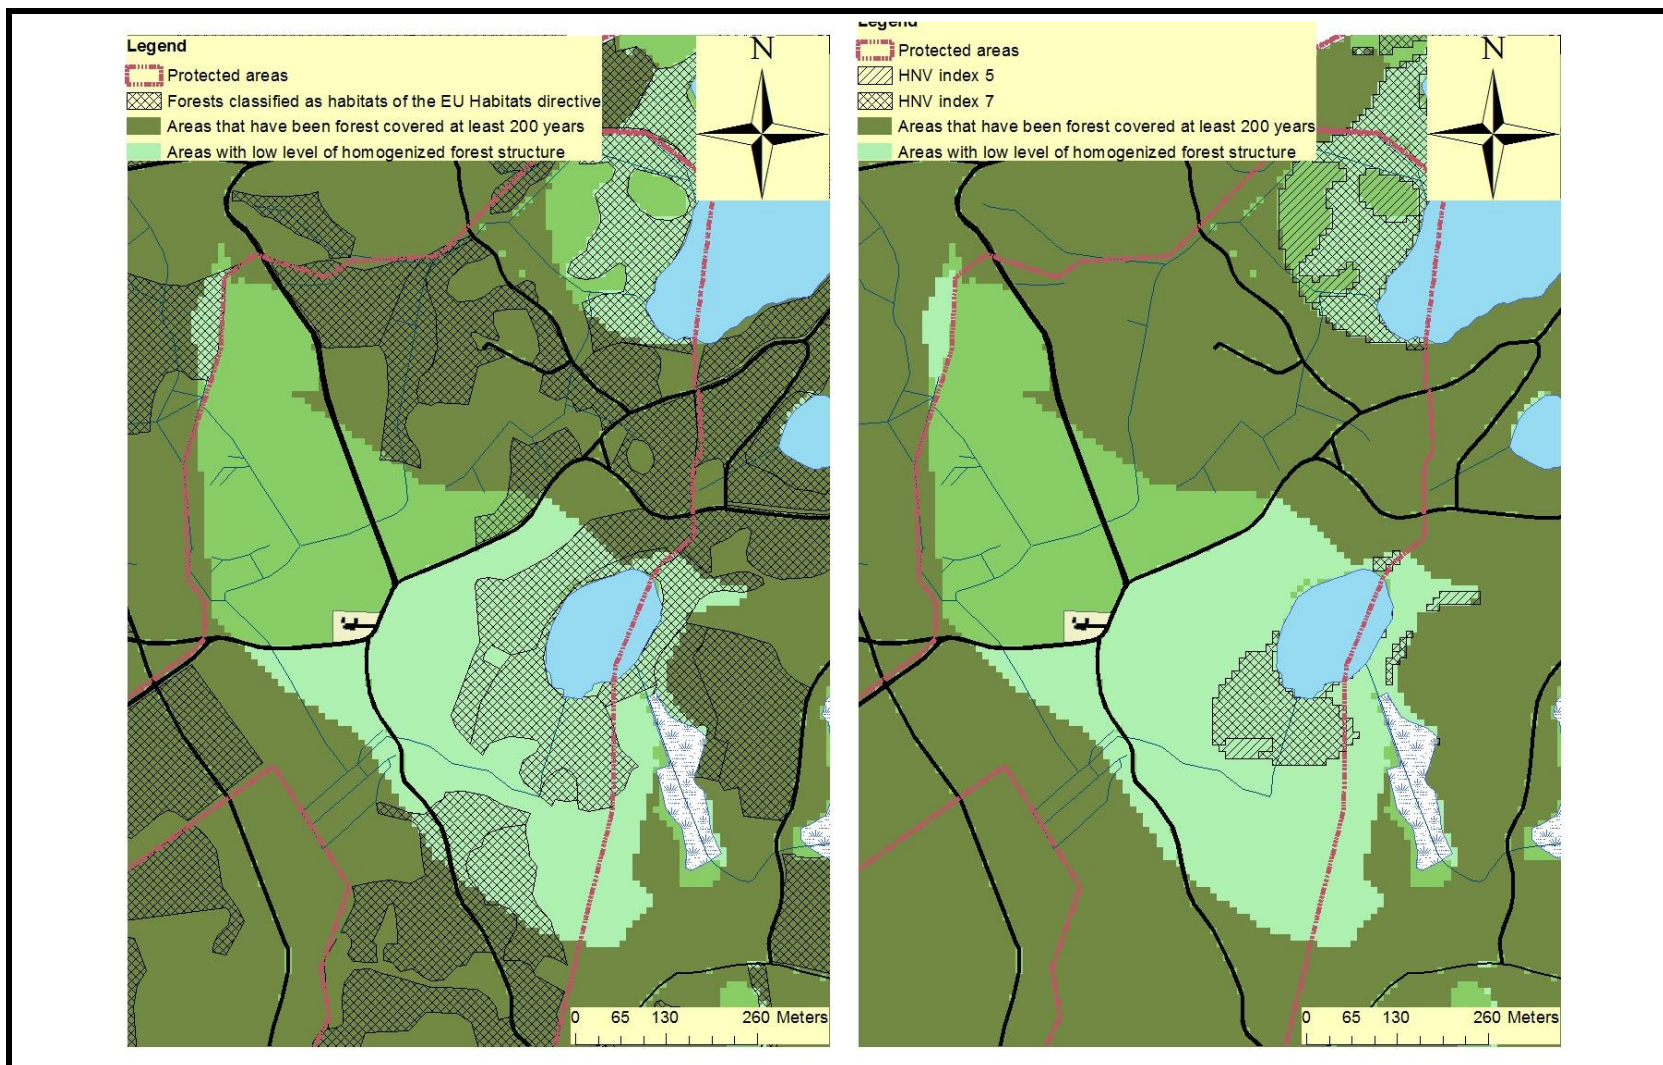 Legend
Protected areas
Forests classified as habitats of the EU Habitats directive
Areas that have been forest covered at least 200 years
Areas with low level of homogenized forest structure
N
0 65 130 260 Meters
Legend
Protected areas
HNV index 5
HNV index 7
Areas that have been forest covered at least 200 years
Areas with low level of homogenized forest structure
N
0 65 130 260 Meters